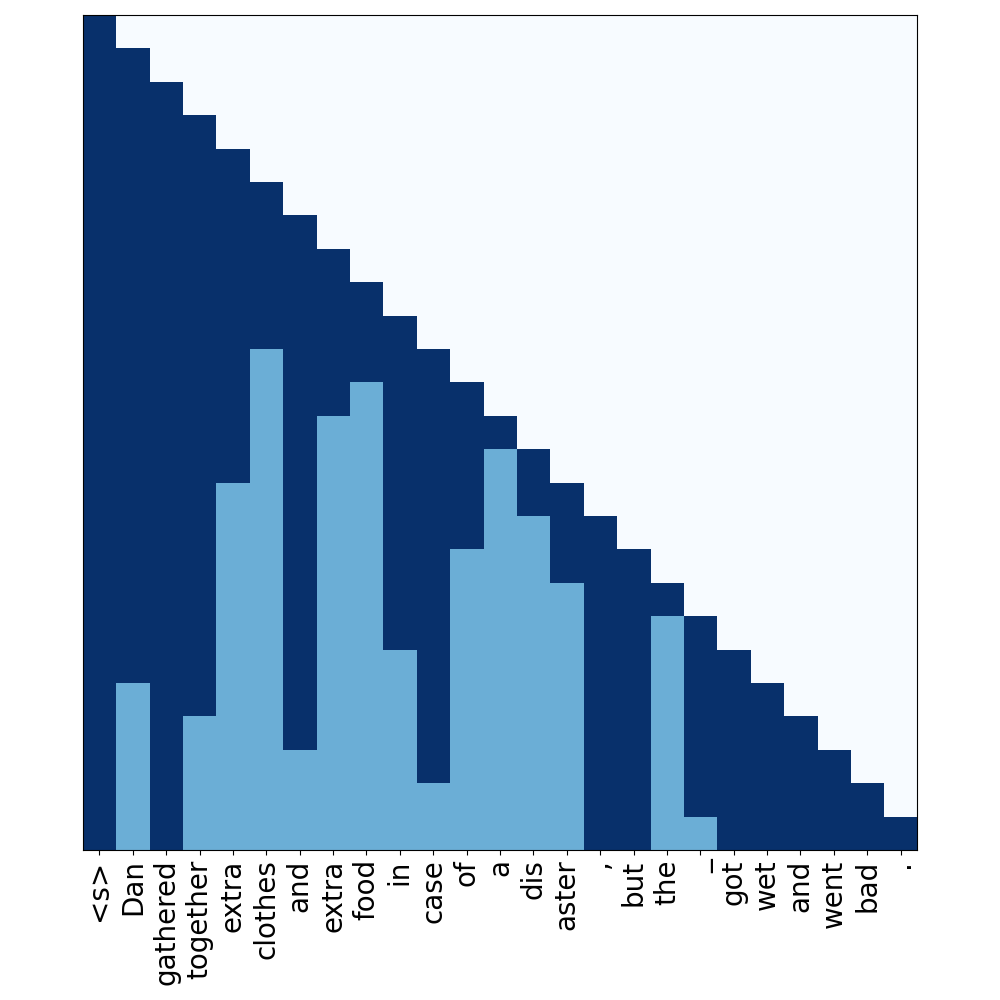 <s> Dan gathered together extra clothes and extra food in case of a dis aster , but the _ got wet and went bad .